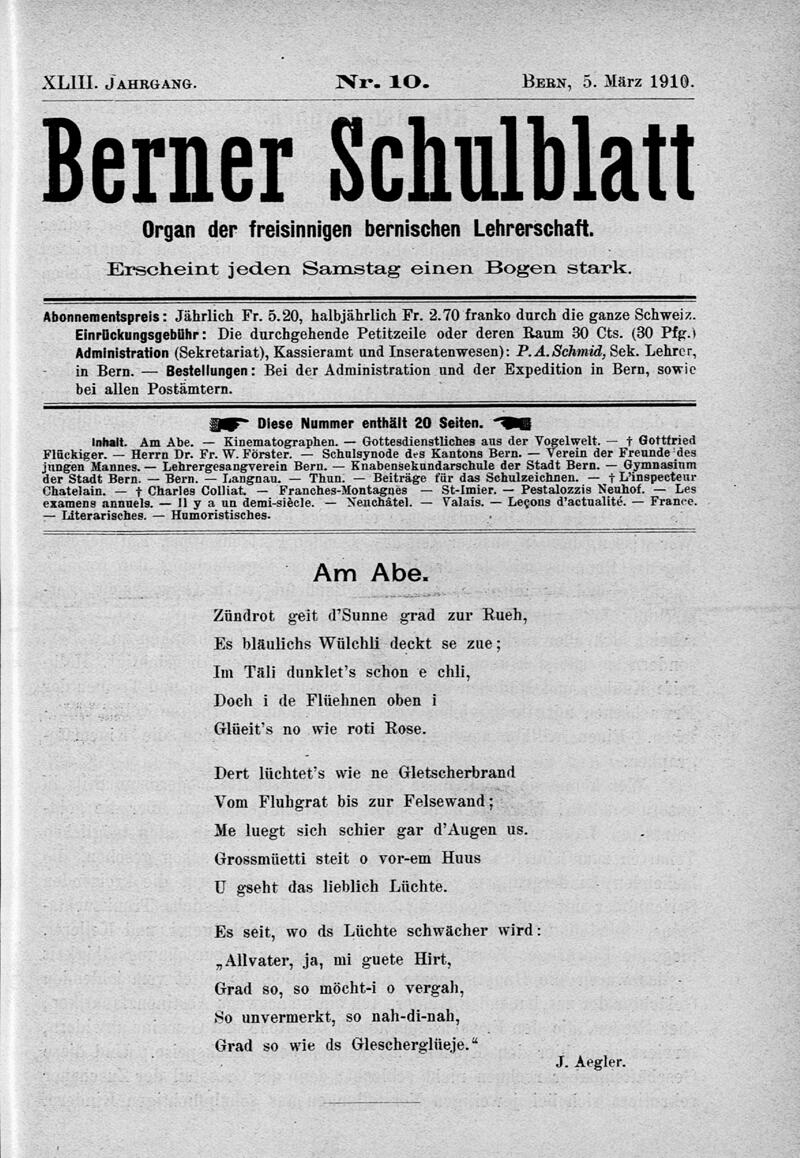 XLIII. JAHRGANG. Nr. 10. BERN, 5. März 1910.
Berner Schulblatt
Organ der freisinnigen bernischen Lehrerschaft.
Erscheint jeden Samstag einen Bogen stark.
Abonnementspreis: Jährlich Fr. 5.20, halbjährlich Fr. 2.70 franko durch die ganze Schweiz.
Einrückungsgebühr: Die durchgehende Petitzeile oder deren Raum 30 Cts. (30 Pfg.)
Administration (Sekretariat), Kassieramt und Inseratenwesen): P. A. Schmid, Sek. Lehrer,
in Bern. — Bestellungen: Bei der Administration und der Expedition in Bern, sowie
bei allen Postämtern.
Diese Nummer enthält 20 Seiten.
Inhalt. Am Abe. — Kinematographen. — Gottesdienstliches aus der Vogelwelt. — † Gottfried
Flückiger. — Herrn Dr. Fr. W. Förster. — Schulsynode des Kantons Bern. — Verein der Freunde des
jungen Mannes. — Lehrergesangverein Bern. — Knabensekundarschule der Stadt Bern. — Gymnasium
der Stadt Bern. — Bern. — Langnau. — Thun. — Beiträge für das Schulzeichnen. — † L'inspecteur
Chatelain. — † Charles Colliat. — Franches-Montagnes — St-Imier. — Pestalozzis Neuhof. — Les
examens annuels. — Il y a un demi-siècle. — Neuchâtel. — Valais. — Leçons d'actualité. — France.
— Literarisches. — Humoristisches.
Am Abe.
Zündrot geit d'Sunne grad zur Rueh,
Es bläulichs Wülchli deckt se zue;
Im Täli dunklet's schon e chli,
Doch i de Flüehnen oben i
Glüeit's no wie roti Rose.
Dert lüchtet's wie ne Gletscherbrand
Vom Fluhgrat bis zur Felsewand;
Me luegt sich schier gar d'Augen us.
Grossmüetti steit o vor-em Huus
U gseht das lieblich Lüchte.
Es seit, wo ds Lüchte schwächer wird:
„Allvater, ja, mi guete Hirt,
Grad so, so möcht-i o vergah,
So unvermerkt, so nah-di-nah,
Grad so wie ds Glescherglüeje."
J. Aegler.